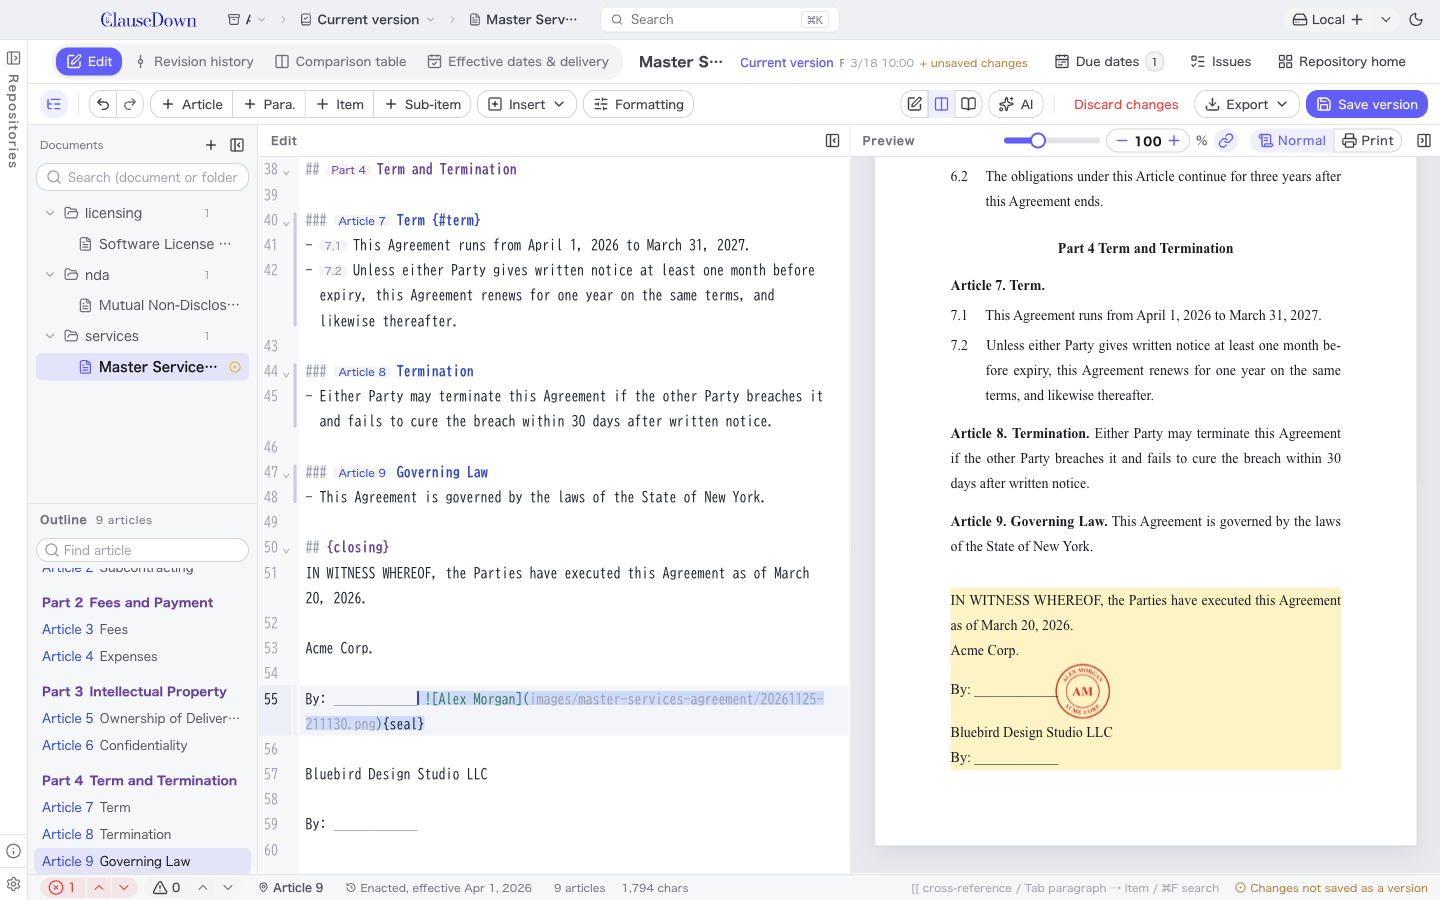 ClauseDown
A
Current version
Master Serv···
Search
⌘K
Local
Repositories
Edit
Revision history
Comparison table
Effective dates & delivery
Master S···
Current version
F 3/18 10:00
+ unsaved changes
Due dates 1
Issues
Repository home
+ Article
+ Para.
+ Item
+ Sub-item
Insert
Formatting
AI
Discard changes
Export
Save version
Documents
Search (document or folder
licensing 1
Software License ···
nda 1
Mutual Non-Disclos···
services 1
Master Service···
Outline 9 articles
Find article
Article 2 Subcontracting
Part 2 Fees and Payment
Article 3 Fees
Article 4 Expenses
Part 3 Intellectual Property
Article 5 Ownership of Deliver···
Article 6 Confidentiality
Part 4 Term and Termination
Article 7 Term
Article 8 Termination
Article 9 Governing Law
Edit
38 ## Part 4 Term and Termination
39
40 ### Article 7 Term {#term}
41 - 7.1 This Agreement runs from April 1, 2026 to March 31, 2027.
42 - 7.2 Unless either Party gives written notice at least one month before
expiry, this Agreement renews for one year on the same terms, and
likewise thereafter.
43
44 ### Article 8 Termination
45 - Either Party may terminate this Agreement if the other Party breaches it
and fails to cure the breach within 30 days after written notice.
46
47 ### Article 9 Governing Law
48 - This Agreement is governed by the laws of the State of New York.
49
50 ## {closing}
51 IN WITNESS WHEREOF, the Parties have executed this Agreement as of March
20, 2026.
52
53 Acme Corp.
54
55 By: ____________ ![Alex Morgan](images/master-services-agreement/20261125-
211130.png){seal}
56
57 Bluebird Design Studio LLC
58
59 By: ____________
60
Preview
− 100 + %
Normal
Print
6.2 The obligations under this Article continue for three years after
this Agreement ends.
Part 4 Term and Termination
Article 7. Term.
7.1 This Agreement runs from April 1, 2026 to March 31, 2027.
7.2 Unless either Party gives written notice at least one month be-
fore expiry, this Agreement renews for one year on the same
terms, and likewise thereafter.
Article 8. Termination. Either Party may terminate this Agreement
if the other Party breaches it and fails to cure the breach within 30
days after written notice.
Article 9. Governing Law. This Agreement is governed by the laws
of the State of New York.
IN WITNESS WHEREOF, the Parties have executed this Agreement
as of March 20, 2026.
Acme Corp.
By: ____________
ALEX MORGAN
AM
ACME CORP.
Bluebird Design Studio LLC
By: ____________
1
0
Article 9
Enacted, effective Apr 1, 2026
9 articles
1,794 chars
[[ cross-reference / Tab paragraph → item / ⌘F search
Changes not saved as a version